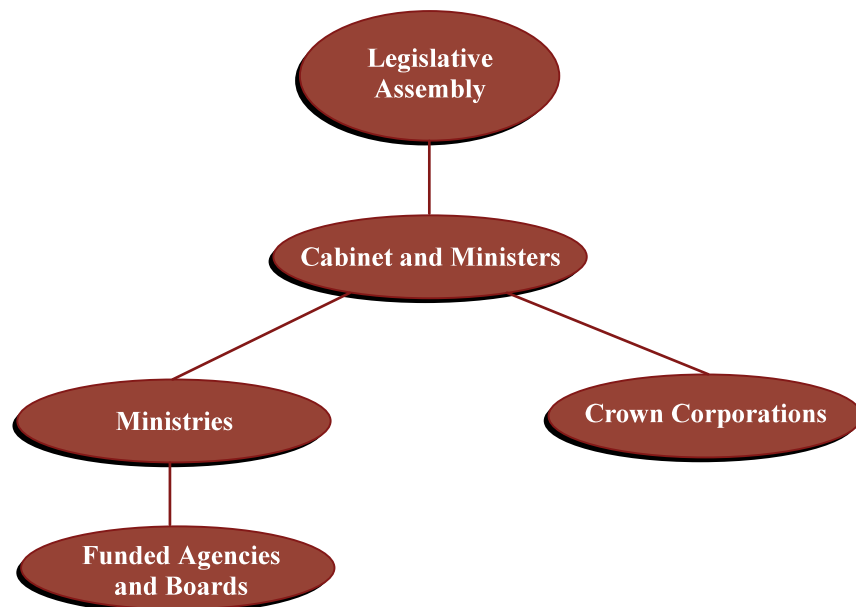 Legislative
Assembly
Cabinet and Ministers
Ministries
Crown Corporations
Funded Agencies
and Boards